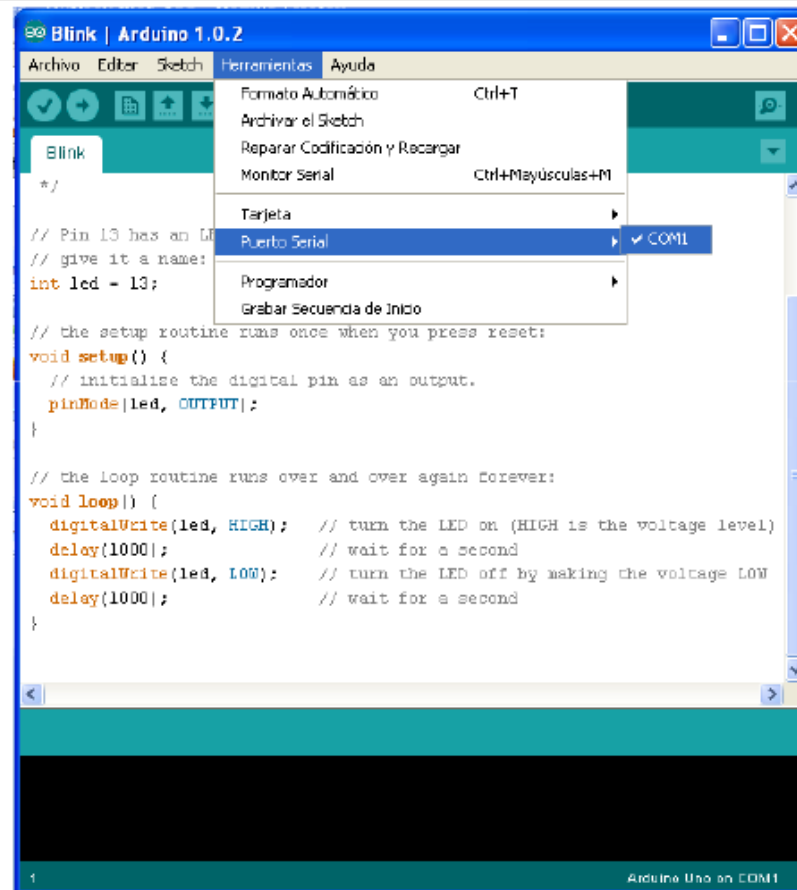 Blink | Arduino 1.0.2
Archivo Editar Sketch Herramientas Ayuda
Formato Automático Ctrl+T
Archivar el Sketch
Reparar Codificación y Recargar
Monitor Serial Ctrl+Mayúsculas+M
Tarjeta
Puerto Serial
COM1
Programador
Grabar Secuencia de Inicio
Blink
*/
// Pin 13 has an
// give it a name:
int led = 13;
// the setup routine runs once when you press reset:
void setup() {
// initialize the digital pin as an output.
pinMode(led, OUTPUT);
}
// the loop routine runs over and over again forever:
void loop() {
digitalWrite(led, HIGH); // turn the LED on (HIGH is the voltage level)
delay(1000); // wait for a second
digitalWrite(led, LOW); // turn the LED off by making the voltage LOW
delay(1000); // wait for a second
}
1 Arduino Uno on COM1